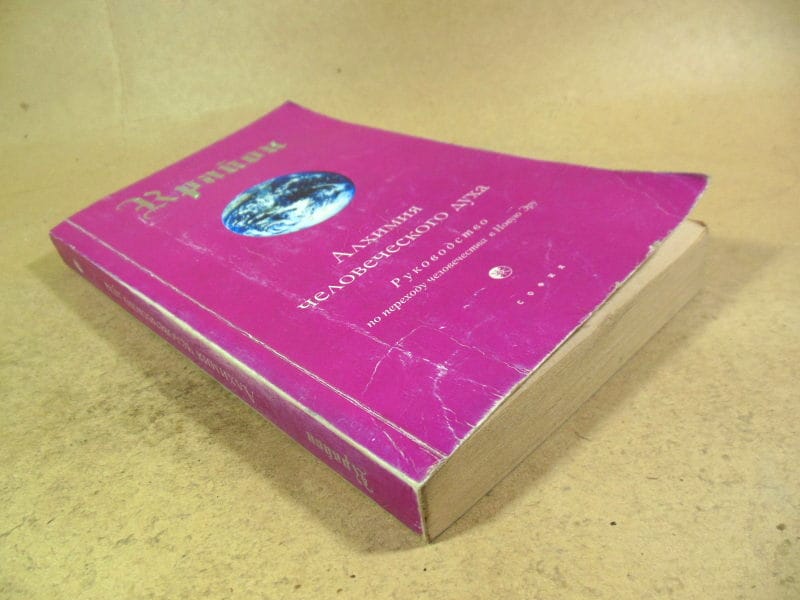 Крайон
Алхимия
человеческого духа
Руководство
по переходу человечества в Новую Эру
СОФИЯ
Крайон
Алхимия человеческого духа